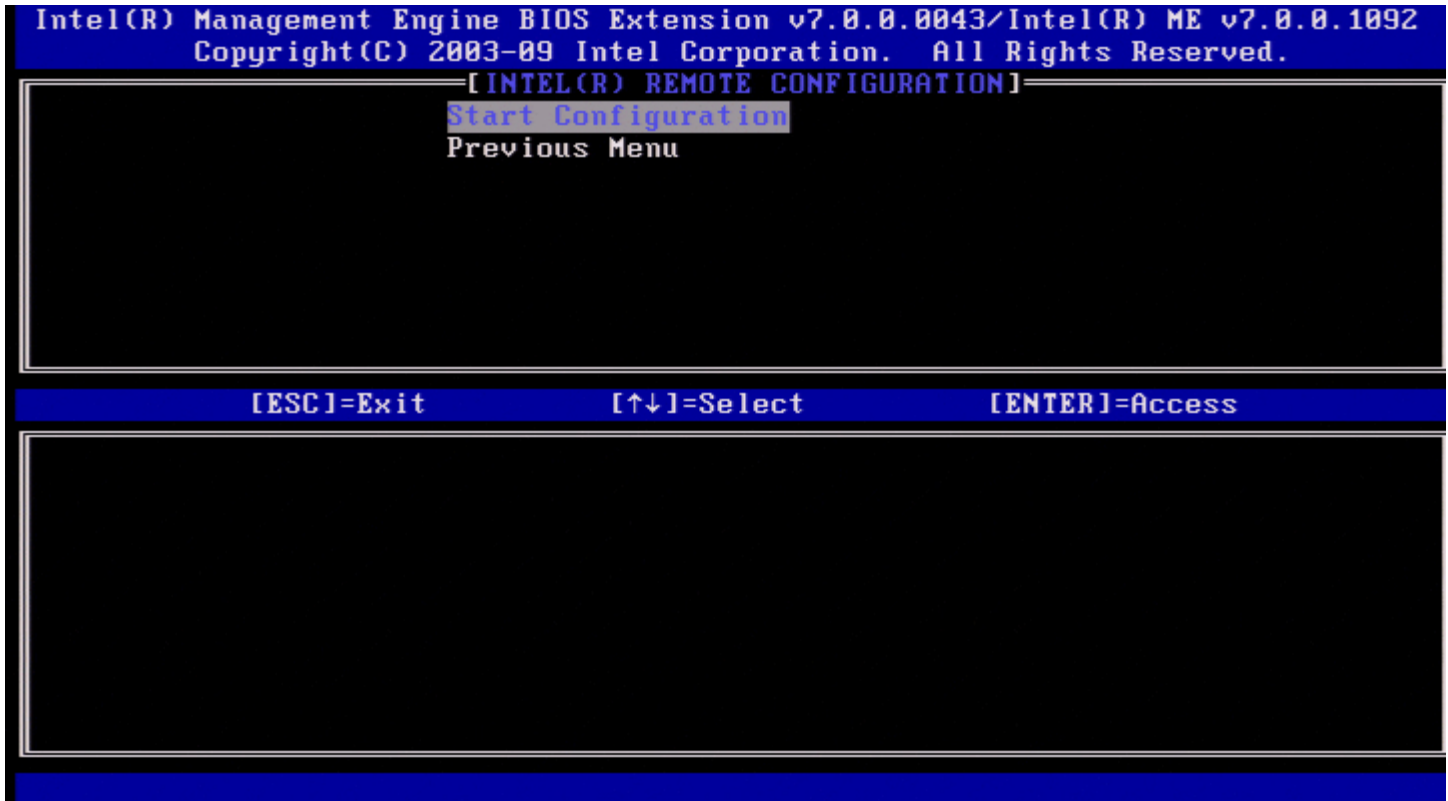 Intel(R) Management Engine BIOS Extension v7.0.0.0043/Intel(R) ME v7.0.0.1092
Copyright(C) 2003-09 Intel Corporation. All Rights Reserved.
[INTEL(R) REMOTE CONFIGURATION]
Start Configuration
Previous Menu
[ESC]=Exit [↑↓]=Select [ENTER]=Access